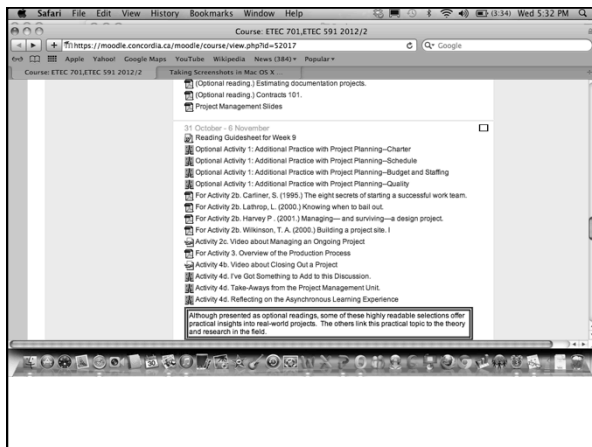 Safari File Edit View History Bookmarks Window Help (3:34) Wed 5:32 PM
Course: ETEC 701,ETEC 591 2012/2
https://moodle.concordia.ca/moodle/course/view.php?id=52017 Google
Apple Yahoo! Google Maps YouTube Wikipedia News (384) Popular
Course: ETEC 701,ETEC 591 2012/2 Taking Screenshots in Mac OS X ...
(Optional reading.) Estimating documentation projects.
(Optional reading.) Contracts 101.
Project Management Slides
31 October - 6 November
Reading Guidesheet for Week 9
Optional Activity 1: Additional Practice with Project Planning--Charter
Optional Activity 1: Additional Practice with Project Planning--Schedule
Optional Activity 1: Additional Practice with Project Planning--Budget and Staffing
Optional Activity 1: Additional Practice with Project Planning--Quality
For Activity 2b. Carliner, S. (1995.) The eight secrets of starting a successful work team.
For Activity 2b. Lathrop, L. (2000.) Knowing when to bail out.
For Activity 2b. Harvey P . (2001.) Managing— and surviving—a design project.
For Activity 2b. Wilkinson, T. A. (2000.) Building a project site. I
Activity 2c. Video about Managing an Ongoing Project
For Activity 3. Overview of the Production Process
Activity 4b. Video about Closing Out a Project
Activity 4d. I've Got Something to Add to this Discussion.
Activity 4d. Take-Aways from the Project Management Unit.
Activity 4d. Reflecting on the Asynchronous Learning Experience
Although presented as optional readings, some of these highly readable selections offer
practical insights into real-world projects. The others link this practical topic to the theory
and research in the field.